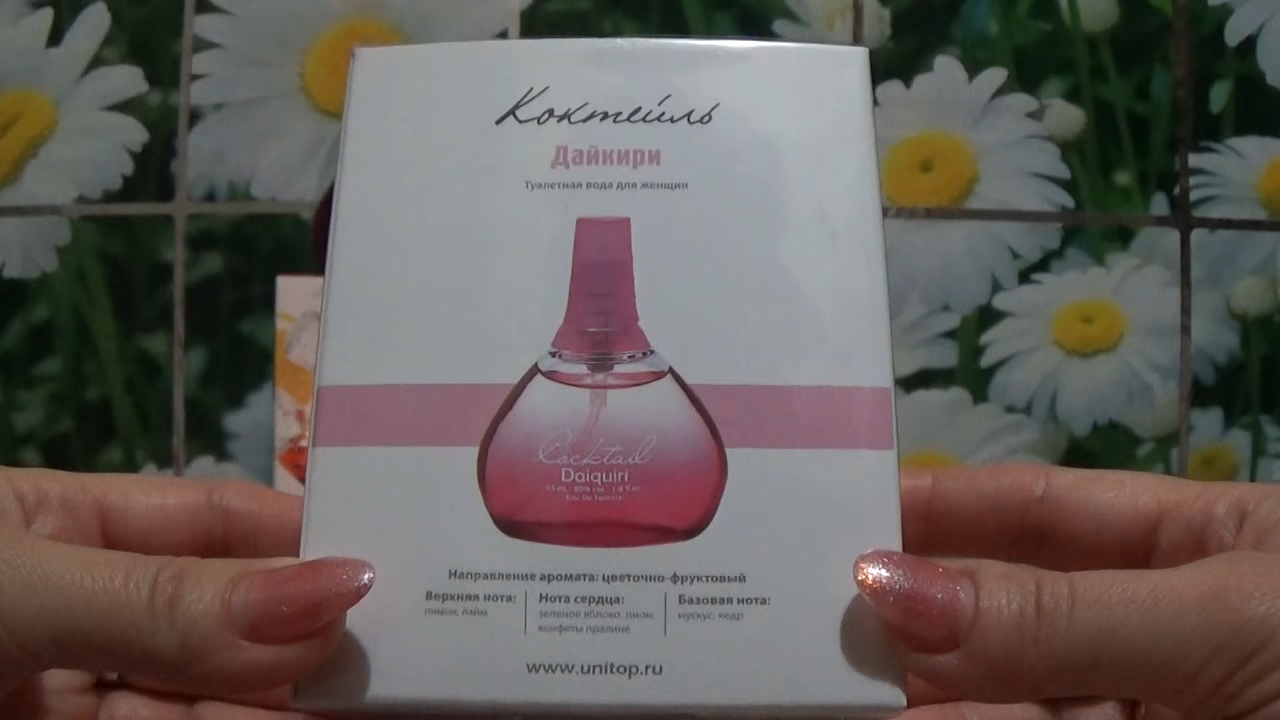 Коктейль
Дайкири
Туалетная вода для женщин
Cocktail
Daiquiri
Eau De Toilette
Направление аромата: цветочно-фруктовый
Верхняя нота:
лимон, лайм
Нота сердца:
зеленое яблоко, пион,
конфеты пралине
Базовая нота:
мускус, кедр
www.unitop.ru